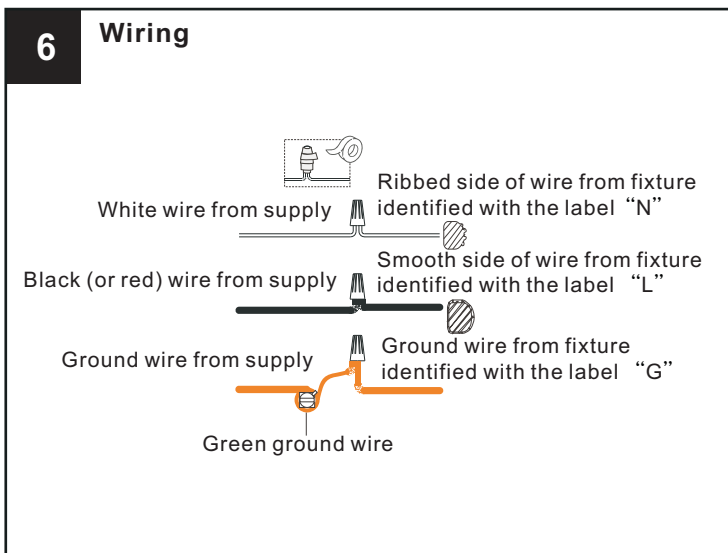 6
Wiring
Ribbed side of wire from fixture
White wire from supply
identified with the label “N”
Smooth side of wire from fixture
Black (or red) wire from supply
identified with the label “L”
Ground wire from fixture
Ground wire from supply
identified with the label “G”
Green ground wire